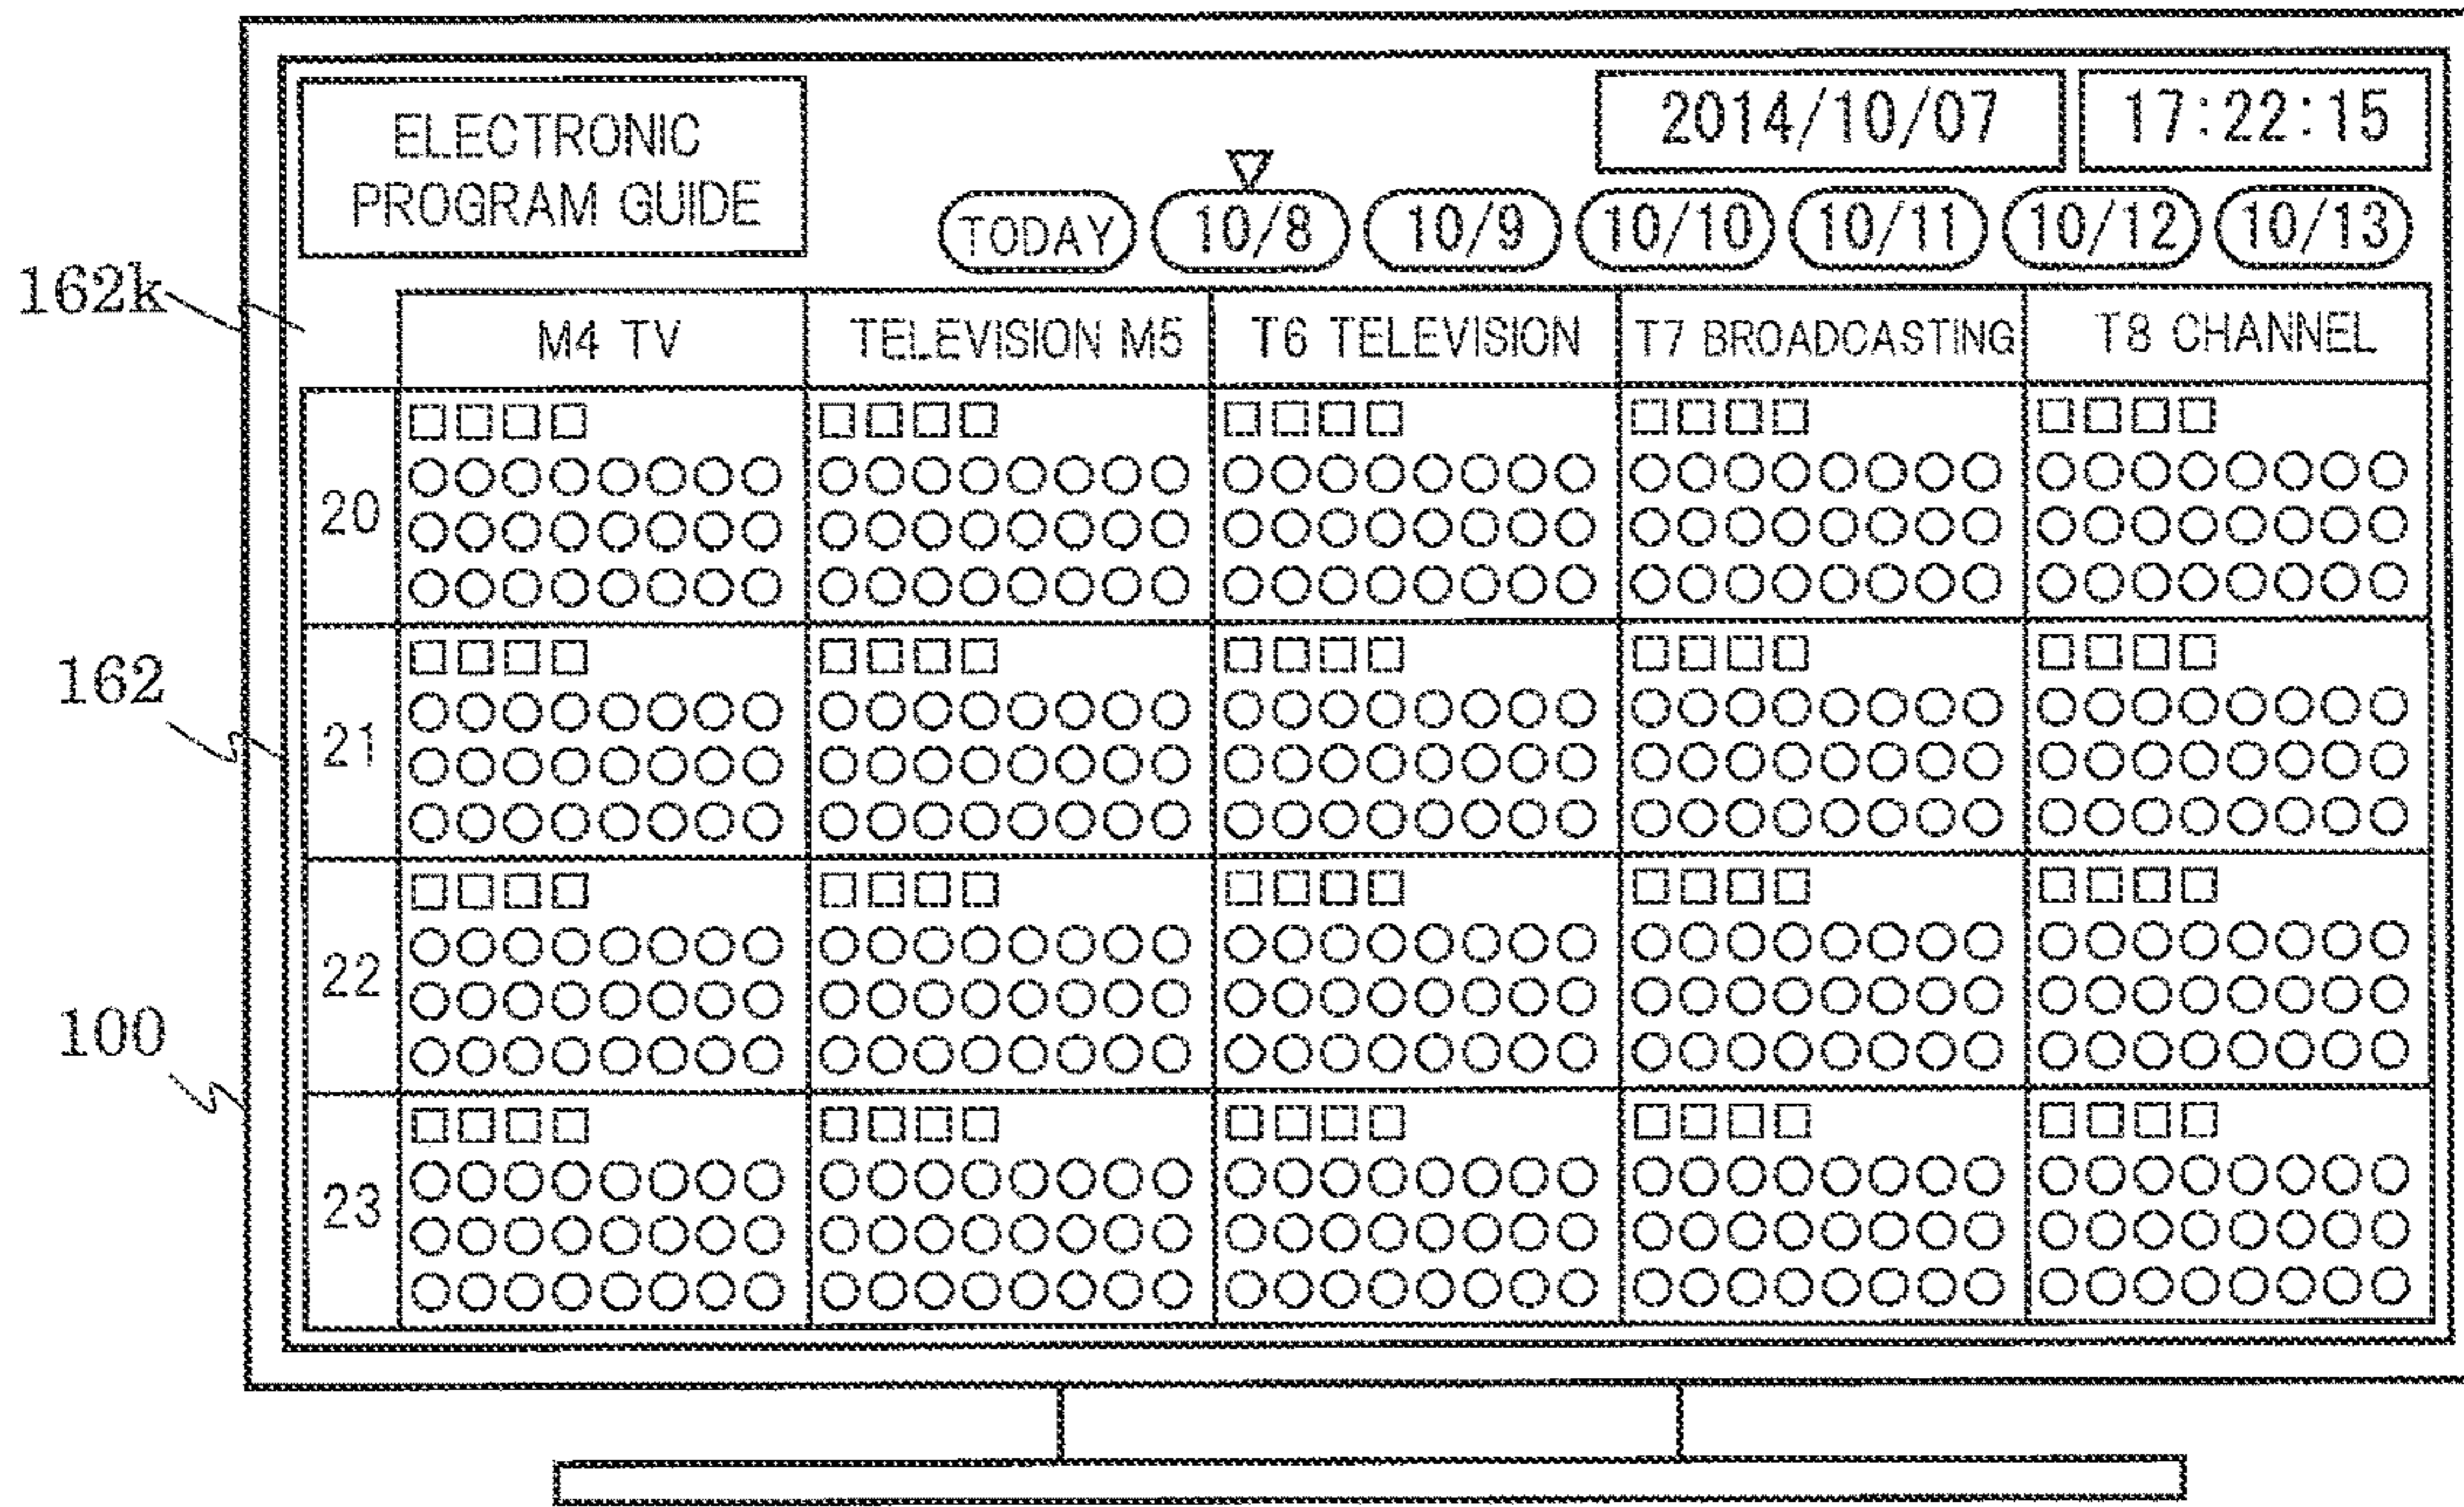 ELECTRONIC
PROGRAM GUIDE
2014/10/07 17:22:15
TODAY 10/8 10/9 10/10 10/11 10/12 10/13
162k
M4 TV TELEVISION M5 T6 TELEVISION T7 BROADCASTING T8 CHANNEL
20
□□□□ □□□□ □□□□ □□□□ □□□□
○○○○○○○○ ○○○○○○○○ ○○○○○○○○ ○○○○○○○○ ○○○○○○○○
○○○○○○○○ ○○○○○○○○ ○○○○○○○○ ○○○○○○○○ ○○○○○○○○
○○○○○○○○ ○○○○○○○○ ○○○○○○○○ ○○○○○○○○ ○○○○○○○○
162
21
□□□□ □□□□ □□□□ □□□□ □□□□
○○○○○○○○ ○○○○○○○○ ○○○○○○○○ ○○○○○○○○ ○○○○○○○○
○○○○○○○○ ○○○○○○○○ ○○○○○○○○ ○○○○○○○○ ○○○○○○○○
○○○○○○○○ ○○○○○○○○ ○○○○○○○○ ○○○○○○○○ ○○○○○○○○
22
□□□□ □□□□ □□□□ □□□□ □□□□
○○○○○○○○ ○○○○○○○○ ○○○○○○○○ ○○○○○○○○ ○○○○○○○○
○○○○○○○○ ○○○○○○○○ ○○○○○○○○ ○○○○○○○○ ○○○○○○○○
○○○○○○○○ ○○○○○○○○ ○○○○○○○○ ○○○○○○○○ ○○○○○○○○
100
23
□□□□ □□□□ □□□□ □□□□ □□□□
○○○○○○○○ ○○○○○○○○ ○○○○○○○○ ○○○○○○○○ ○○○○○○○○
○○○○○○○○ ○○○○○○○○ ○○○○○○○○ ○○○○○○○○ ○○○○○○○○
○○○○○○○○ ○○○○○○○○ ○○○○○○○○ ○○○○○○○○ ○○○○○○○○